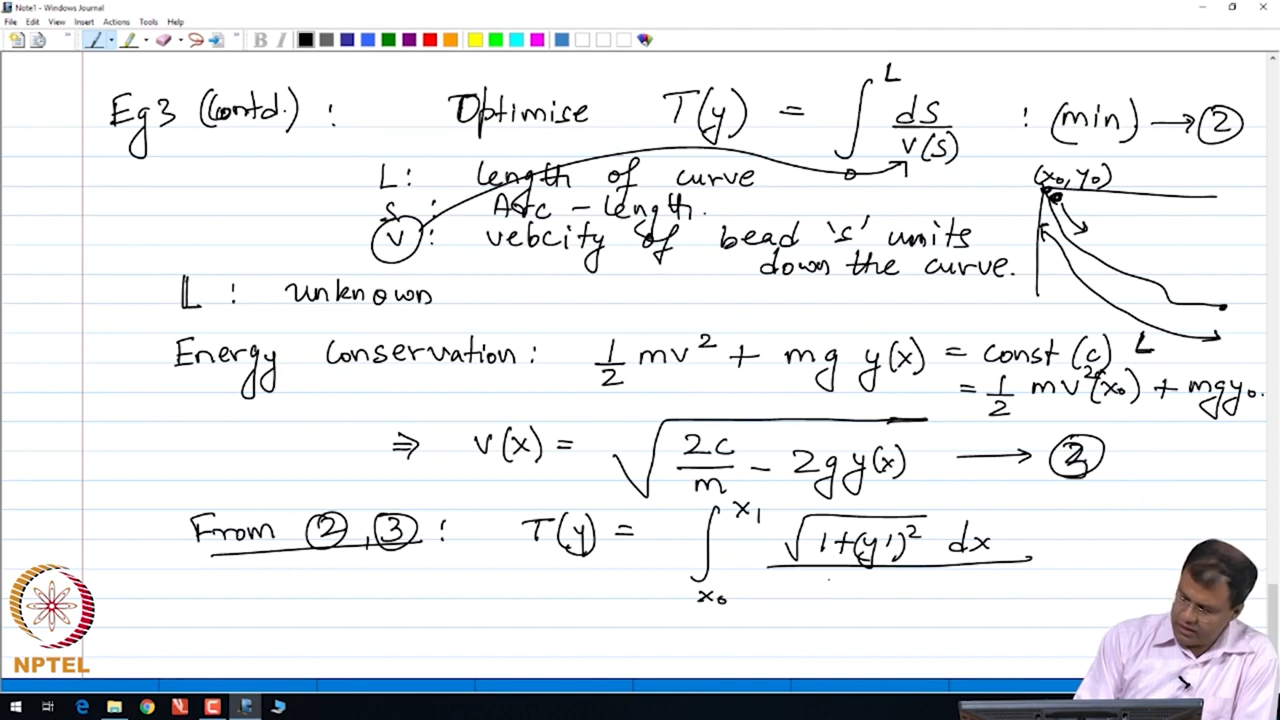 Note1 - Windows Journal
File Edit View Insert Actions Tools Help
Eg 3 (Contd.) : Optimise T(y) = ∫ L dS / V(S) : (min) → 2
L : length of curve
S : Arc - length.
V : velocity of bead 's' units
down the curve.
(x₀, y₀)
L
L : unknown
Energy conservation : 1/2 mv² + mg y(x) = const (c)
= 1/2 mv²(x₀) + mgy₀.
⇒ v(x) = √(2c/m - 2g y(x)) → 3
From 2, 3 : T(y) = ∫ x₀ x₁ √(1+(y')²) dx
NPTEL